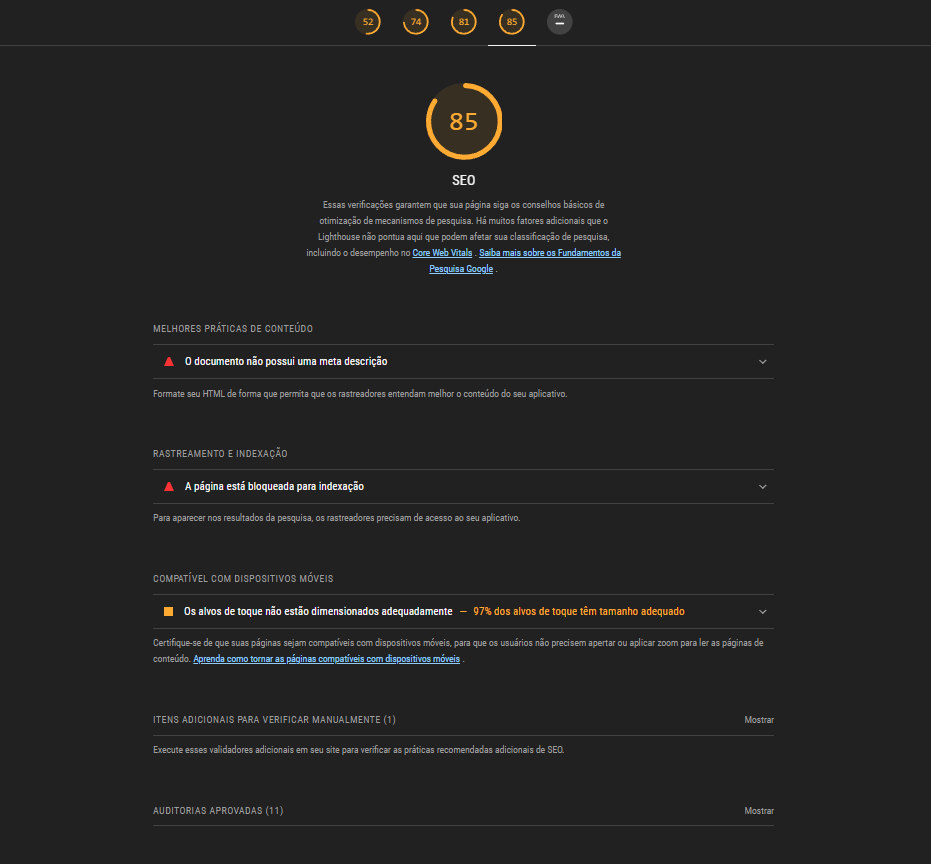 52 74 81 85 PWA
85
SEO
Essas verificações garantem que sua página siga os conselhos básicos de
otimização de mecanismos de pesquisa. Há muitos fatores adicionais que o
Lighthouse não pontua aqui que podem afetar sua classificação de pesquisa,
incluindo o desempenho no Core Web Vitals . Saiba mais sobre os Fundamentos da
Pesquisa Google .
MELHORES PRÁTICAS DE CONTEÚDO
O documento não possui uma meta descrição
Formate seu HTML de forma que permita que os rastreadores entendam melhor o conteúdo do seu aplicativo.
RASTREAMENTO E INDEXAÇÃO
A página está bloqueada para indexação
Para aparecer nos resultados da pesquisa, os rastreadores precisam de acesso ao seu aplicativo.
COMPATÍVEL COM DISPOSITIVOS MÓVEIS
Os alvos de toque não estão dimensionados adequadamente — 97% dos alvos de toque têm tamanho adequado
Certifique-se de que suas páginas sejam compatíveis com dispositivos móveis, para que os usuários não precisem apertar ou aplicar zoom para ler as páginas de
conteúdo. Aprenda como tornar as páginas compatíveis com dispositivos móveis .
ITENS ADICIONAIS PARA VERIFICAR MANUALMENTE (1) Mostrar
Execute esses validadores adicionais em seu site para verificar as práticas recomendadas adicionais de SEO.
AUDITORIAS APROVADAS (11) Mostrar